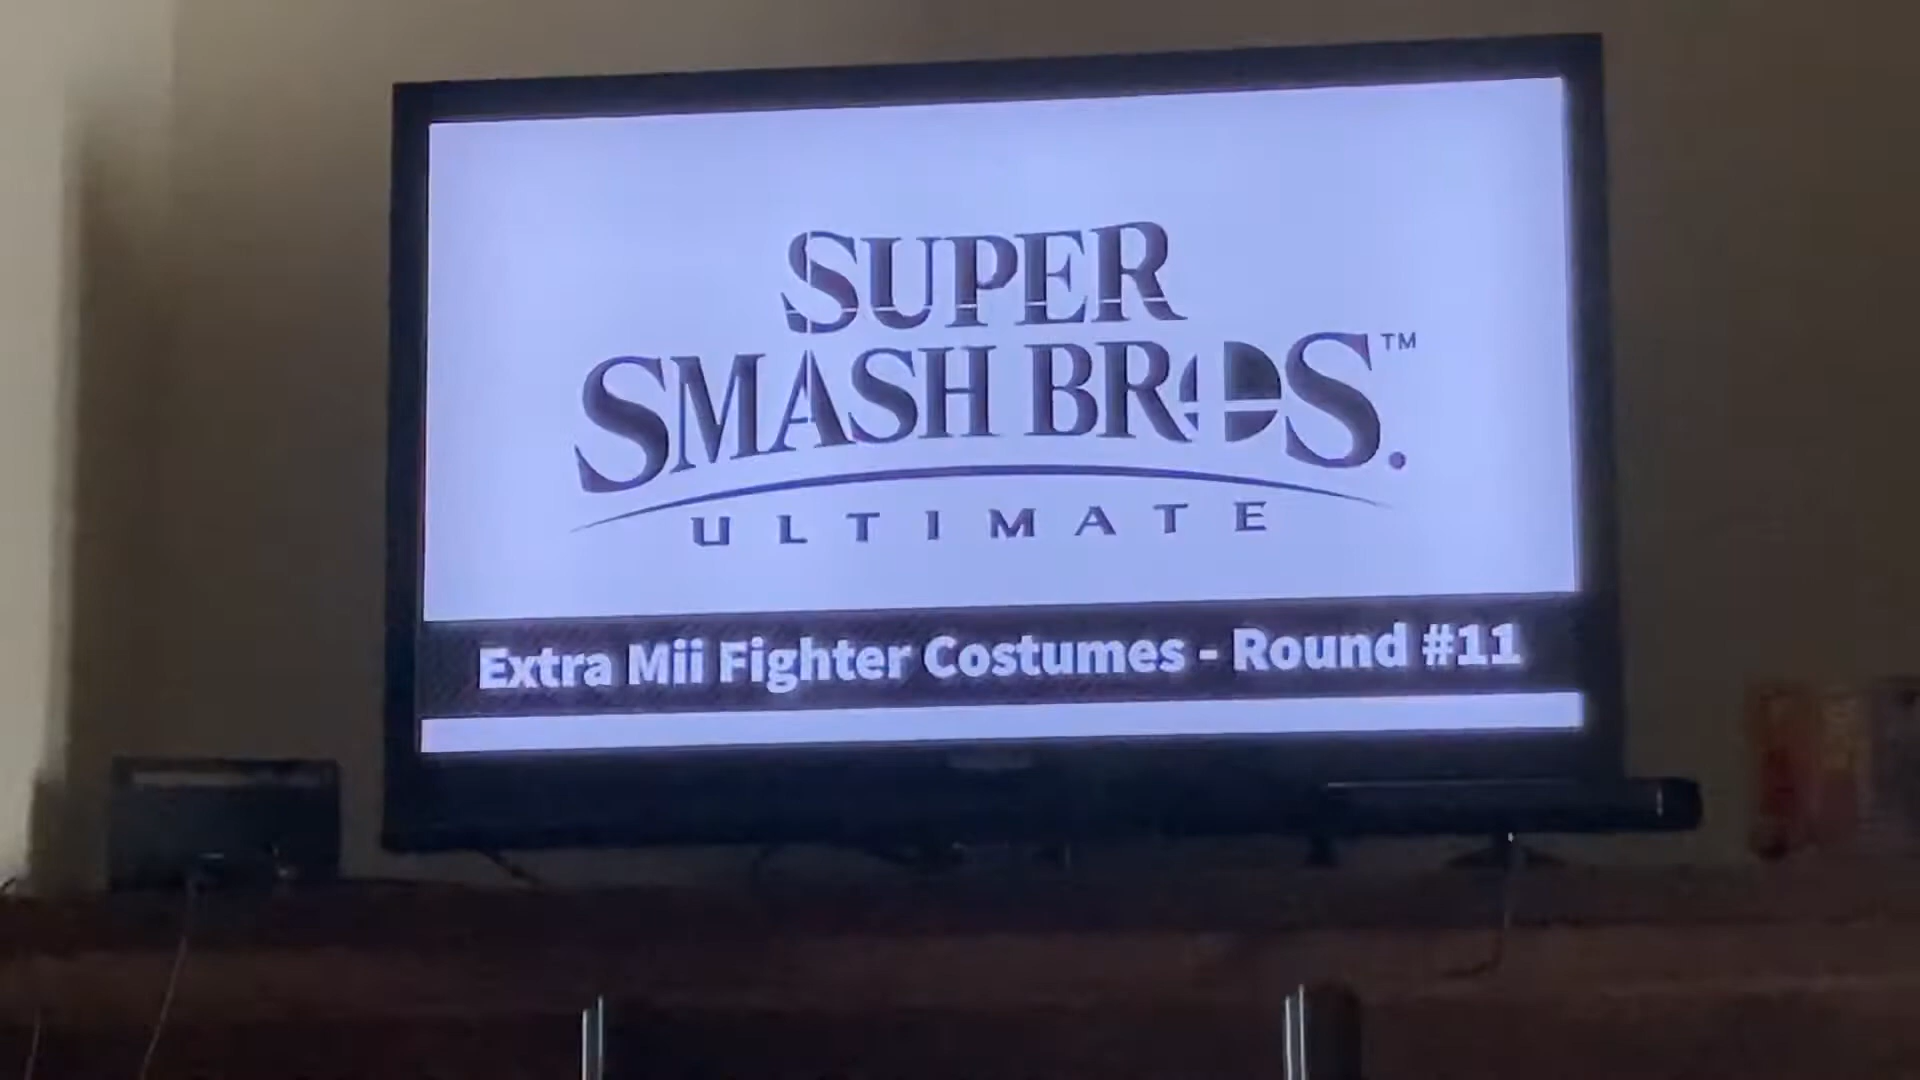 SUPER
SMASH BROS.™
ULTIMATE
Extra Mii Fighter Costumes - Round #11